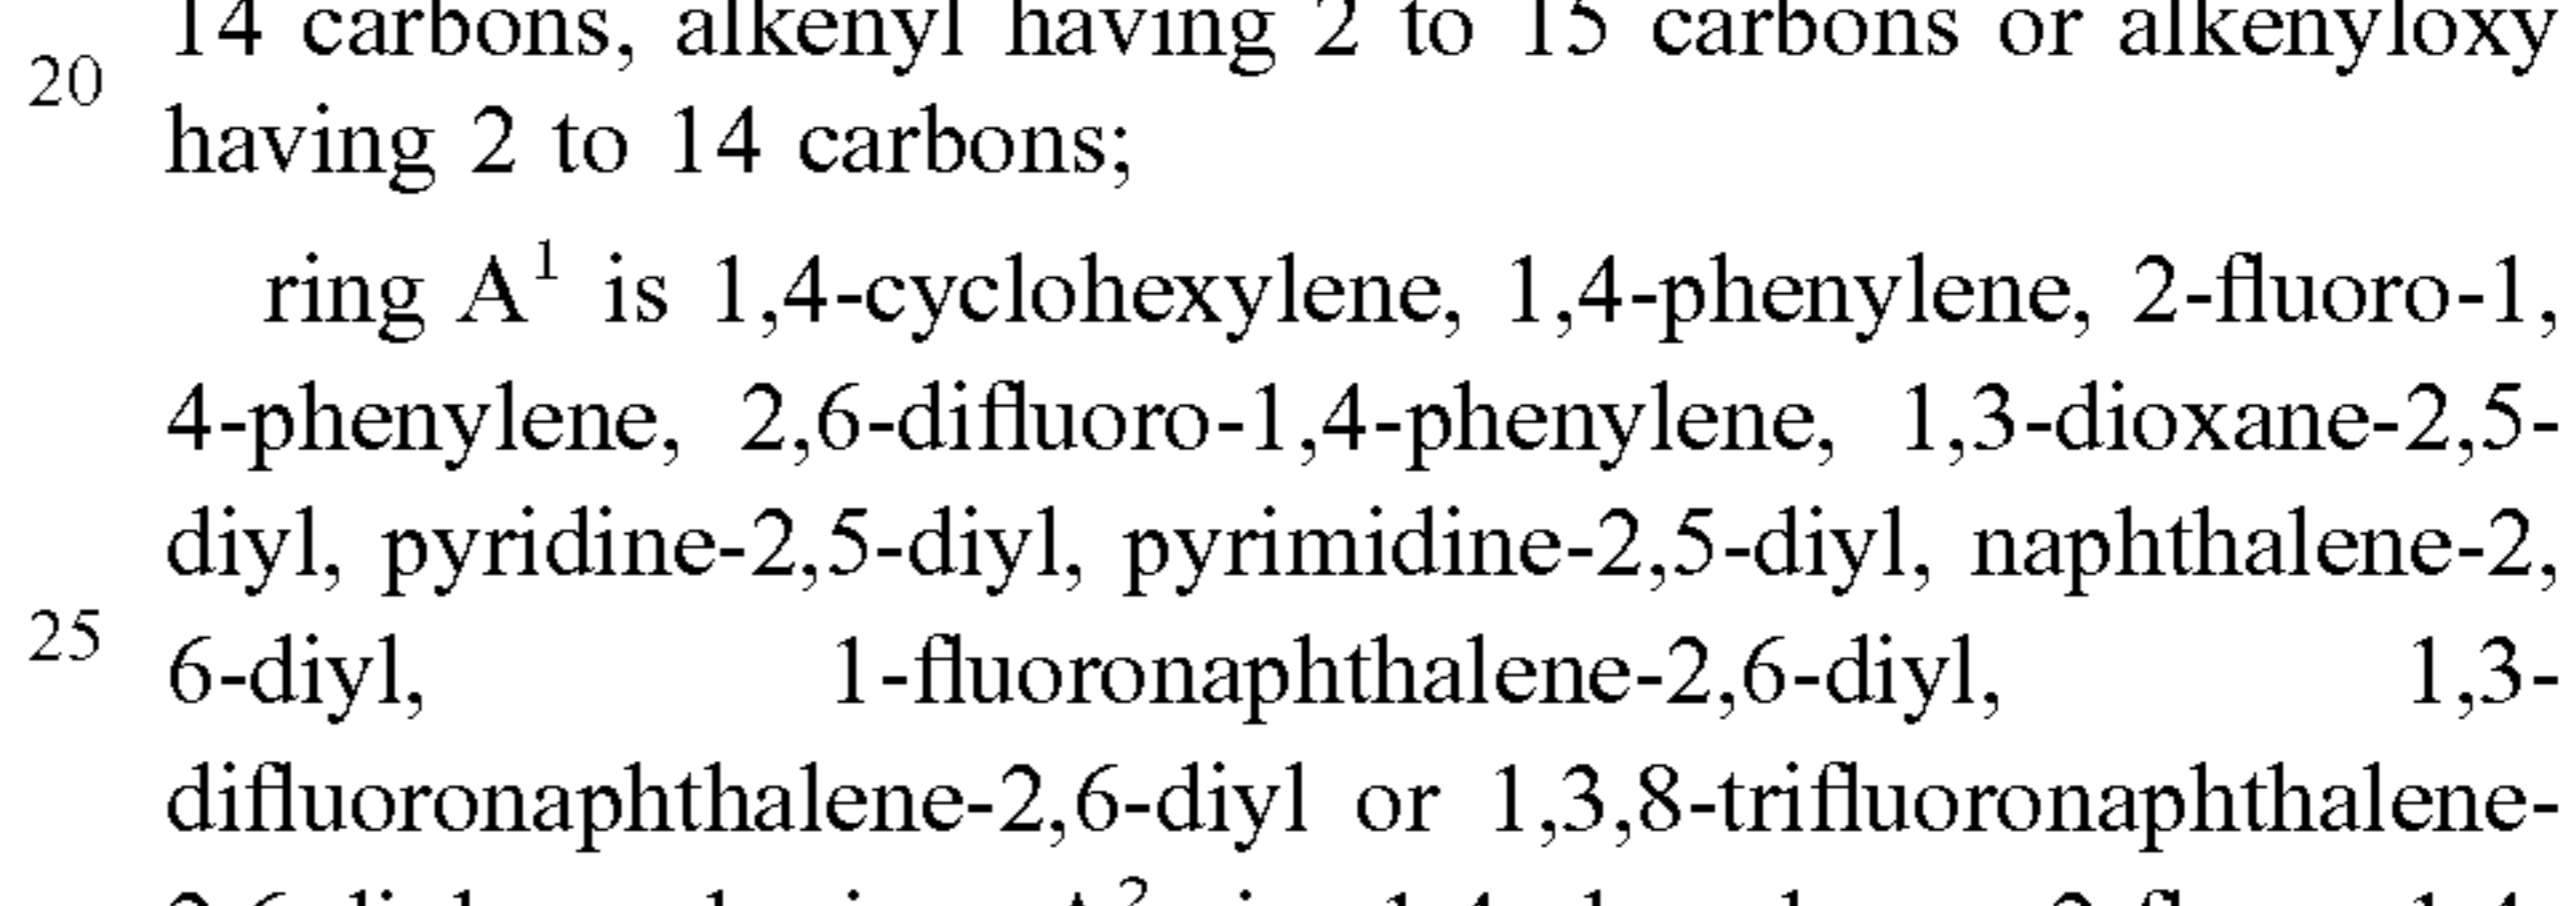 14 carbons, alkenyl having 2 to 15 carbons or alkenyloxy
20
having 2 to 14 carbons;
ring A¹ is 1,4-cyclohexylene, 1,4-phenylene, 2-fluoro-1,
4-phenylene, 2,6-difluoro-1,4-phenylene, 1,3-dioxane-2,5-
diyl, pyridine-2,5-diyl, pyrimidine-2,5-diyl, naphthalene-2,
25
6-diyl, 1-fluoronaphthalene-2,6-diyl, 1,3-
difluoronaphthalene-2,6-diyl or 1,3,8-trifluoronaphthalene-